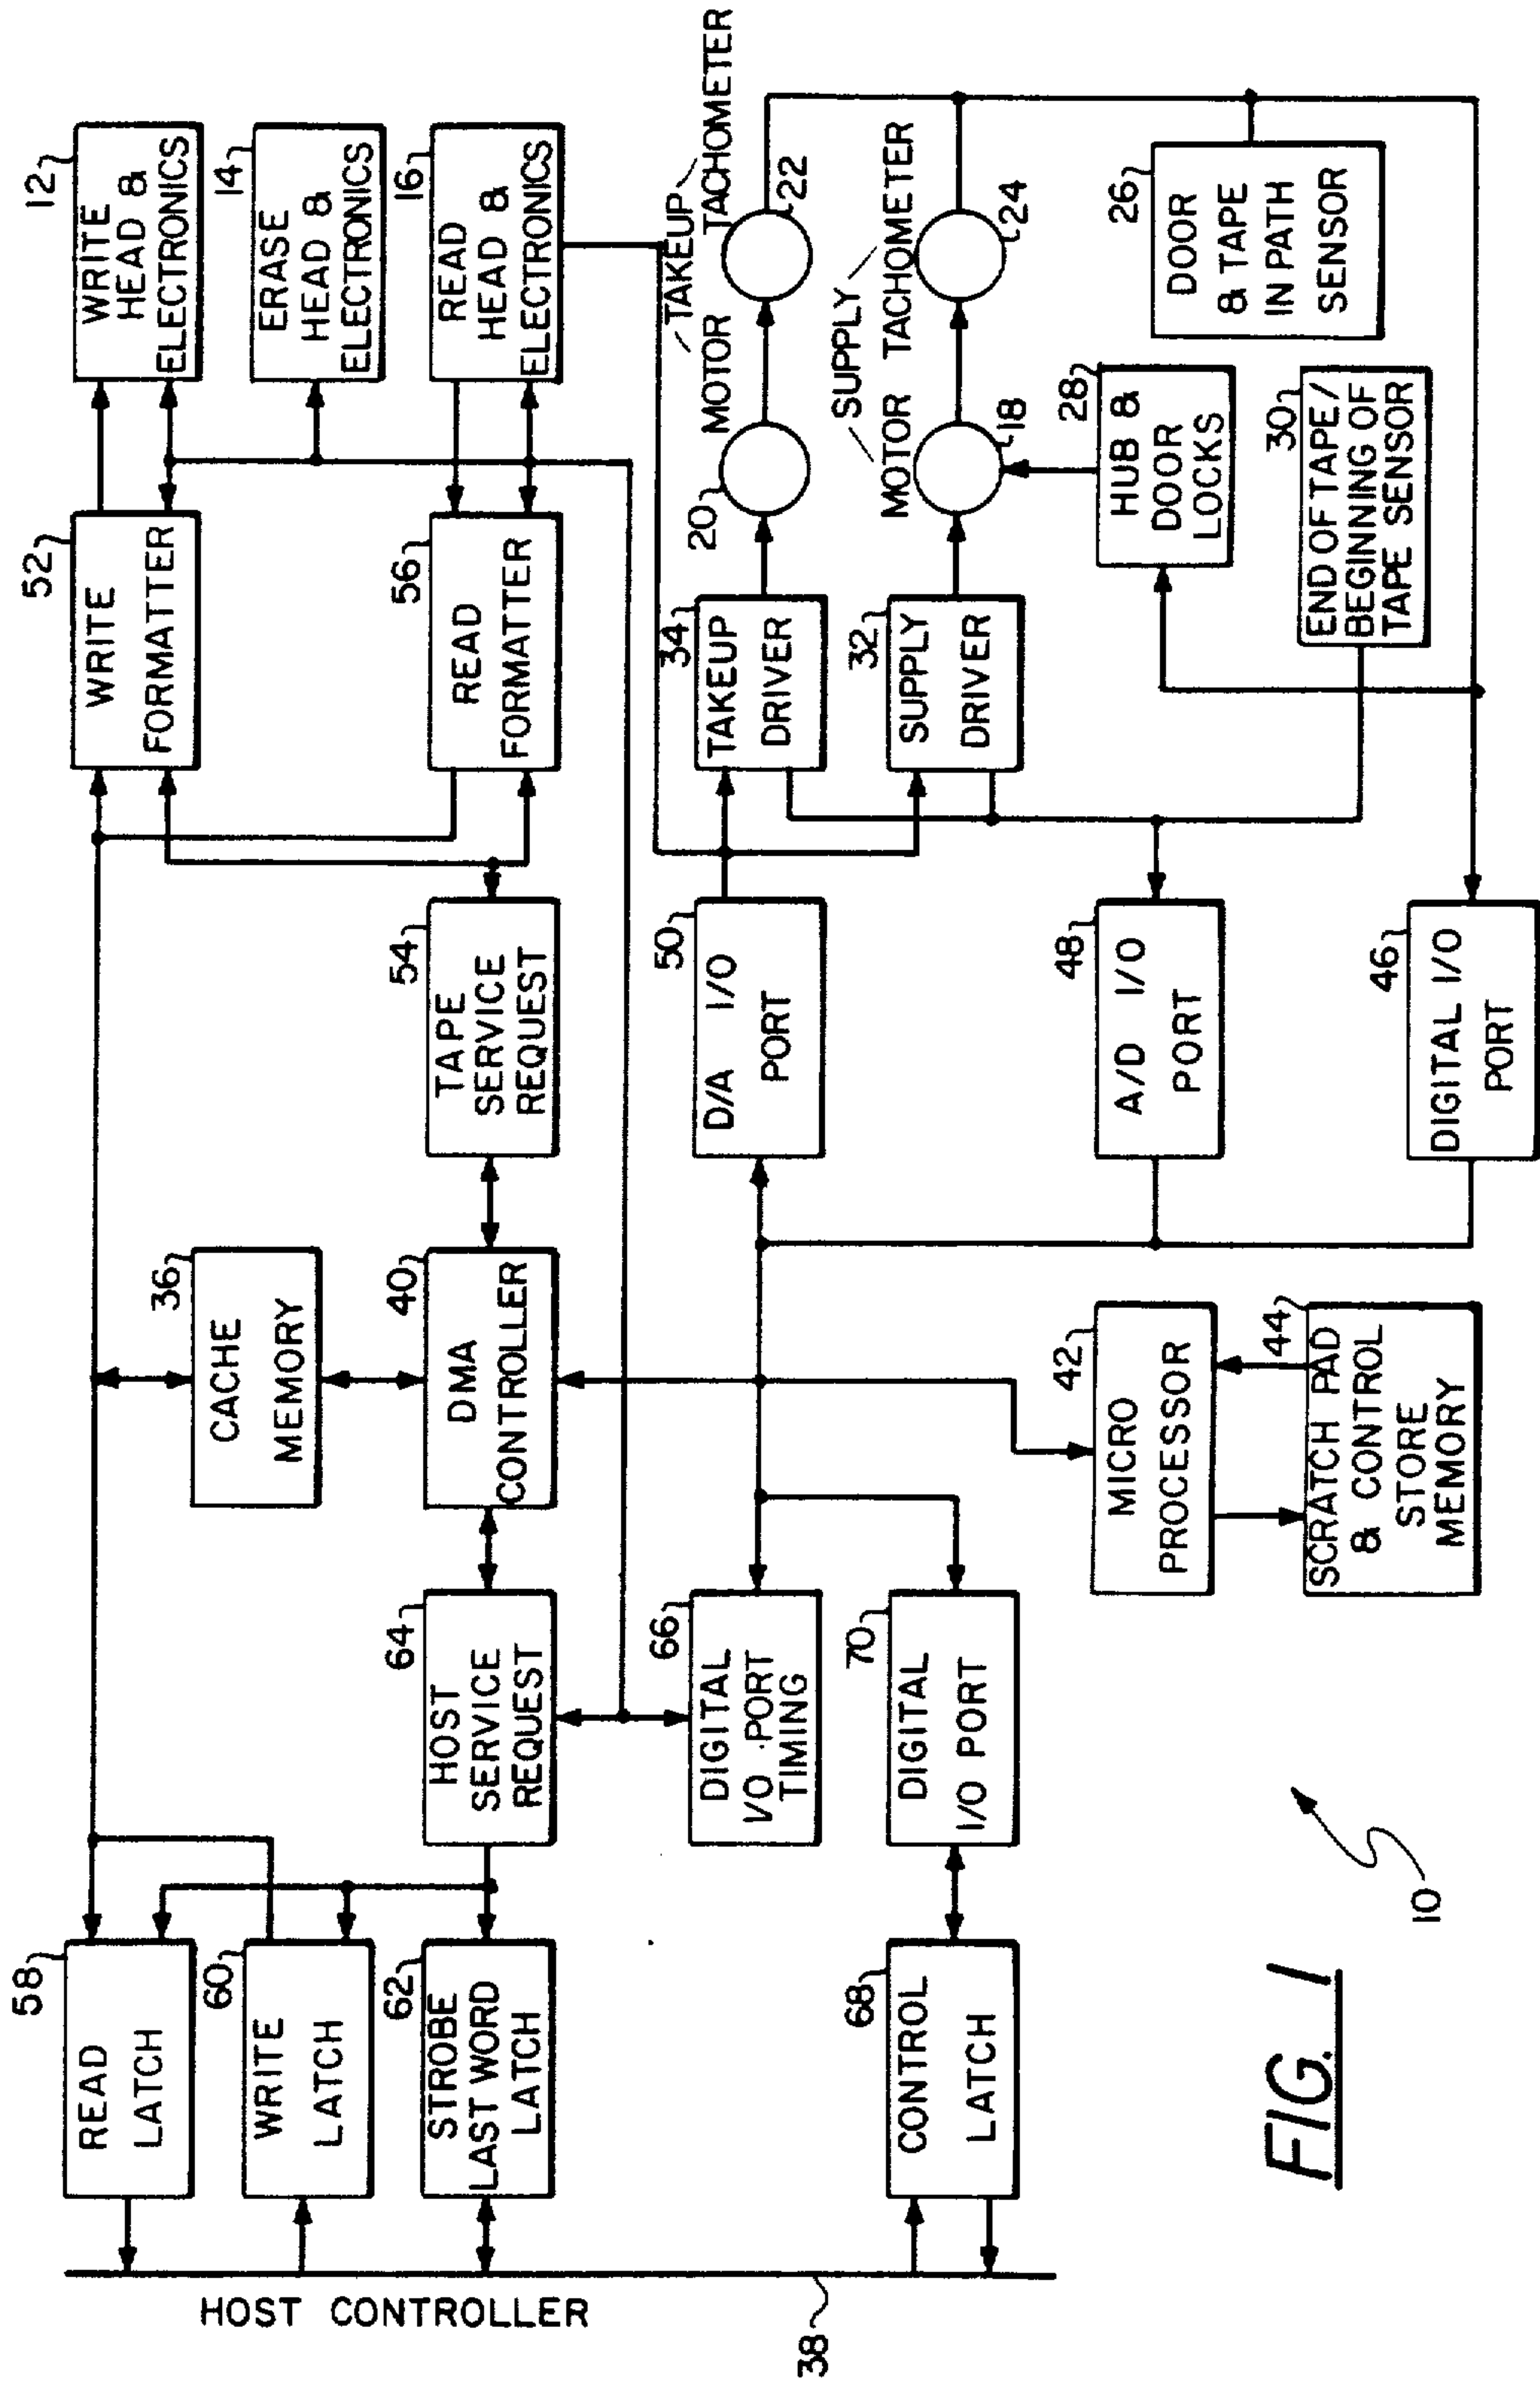 58
READ
LATCH
60
WRITE
LATCH
62
STROBE
LAST WORD
LATCH
68
CONTROL
LATCH
HOST CONTROLLER
38
64
HOST
SERVICE
REQUEST
66
DIGITAL
I/O PORT
TIMING
70
DIGITAL
I/O PORT
36
CACHE
MEMORY
40
DMA
CONTROLLER
42
MICRO
PROCESSOR
44
SCRATCH PAD
& CONTROL
STORE
MEMORY
54
TAPE
SERVICE
REQUEST
50
D/A I/O
PORT
48
A/D I/O
PORT
46
DIGITAL I/O
PORT
52
WRITE
FORMATTER
56
READ
FORMATTER
34
TAKEUP
DRIVER
32
SUPPLY
DRIVER
12
WRITE
HEAD &
ELECTRONICS
14
ERASE
HEAD &
ELECTRONICS
16
READ
HEAD &
ELECTRONICS
TAKEUP
MOTOR
TACHOMETER
20
22
SUPPLY
MOTOR
TACHOMETER
18
24
28
HUB &
DOOR
LOCKS
26
DOOR
& TAPE
IN PATH
SENSOR
30
END OF TAPE/
BEGINNING OF
TAPE SENSOR
10
FIG. 1